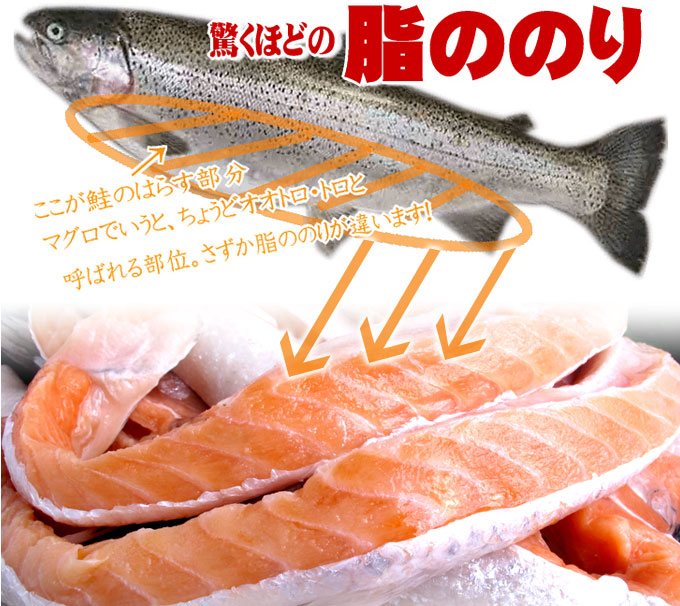 驚くほどの 脂ののり
ここが鮭のはらす部分
マグロでいうと、ちょうどオオトロ・トロと
呼ばれる部位。さずか脂ののりが違います!